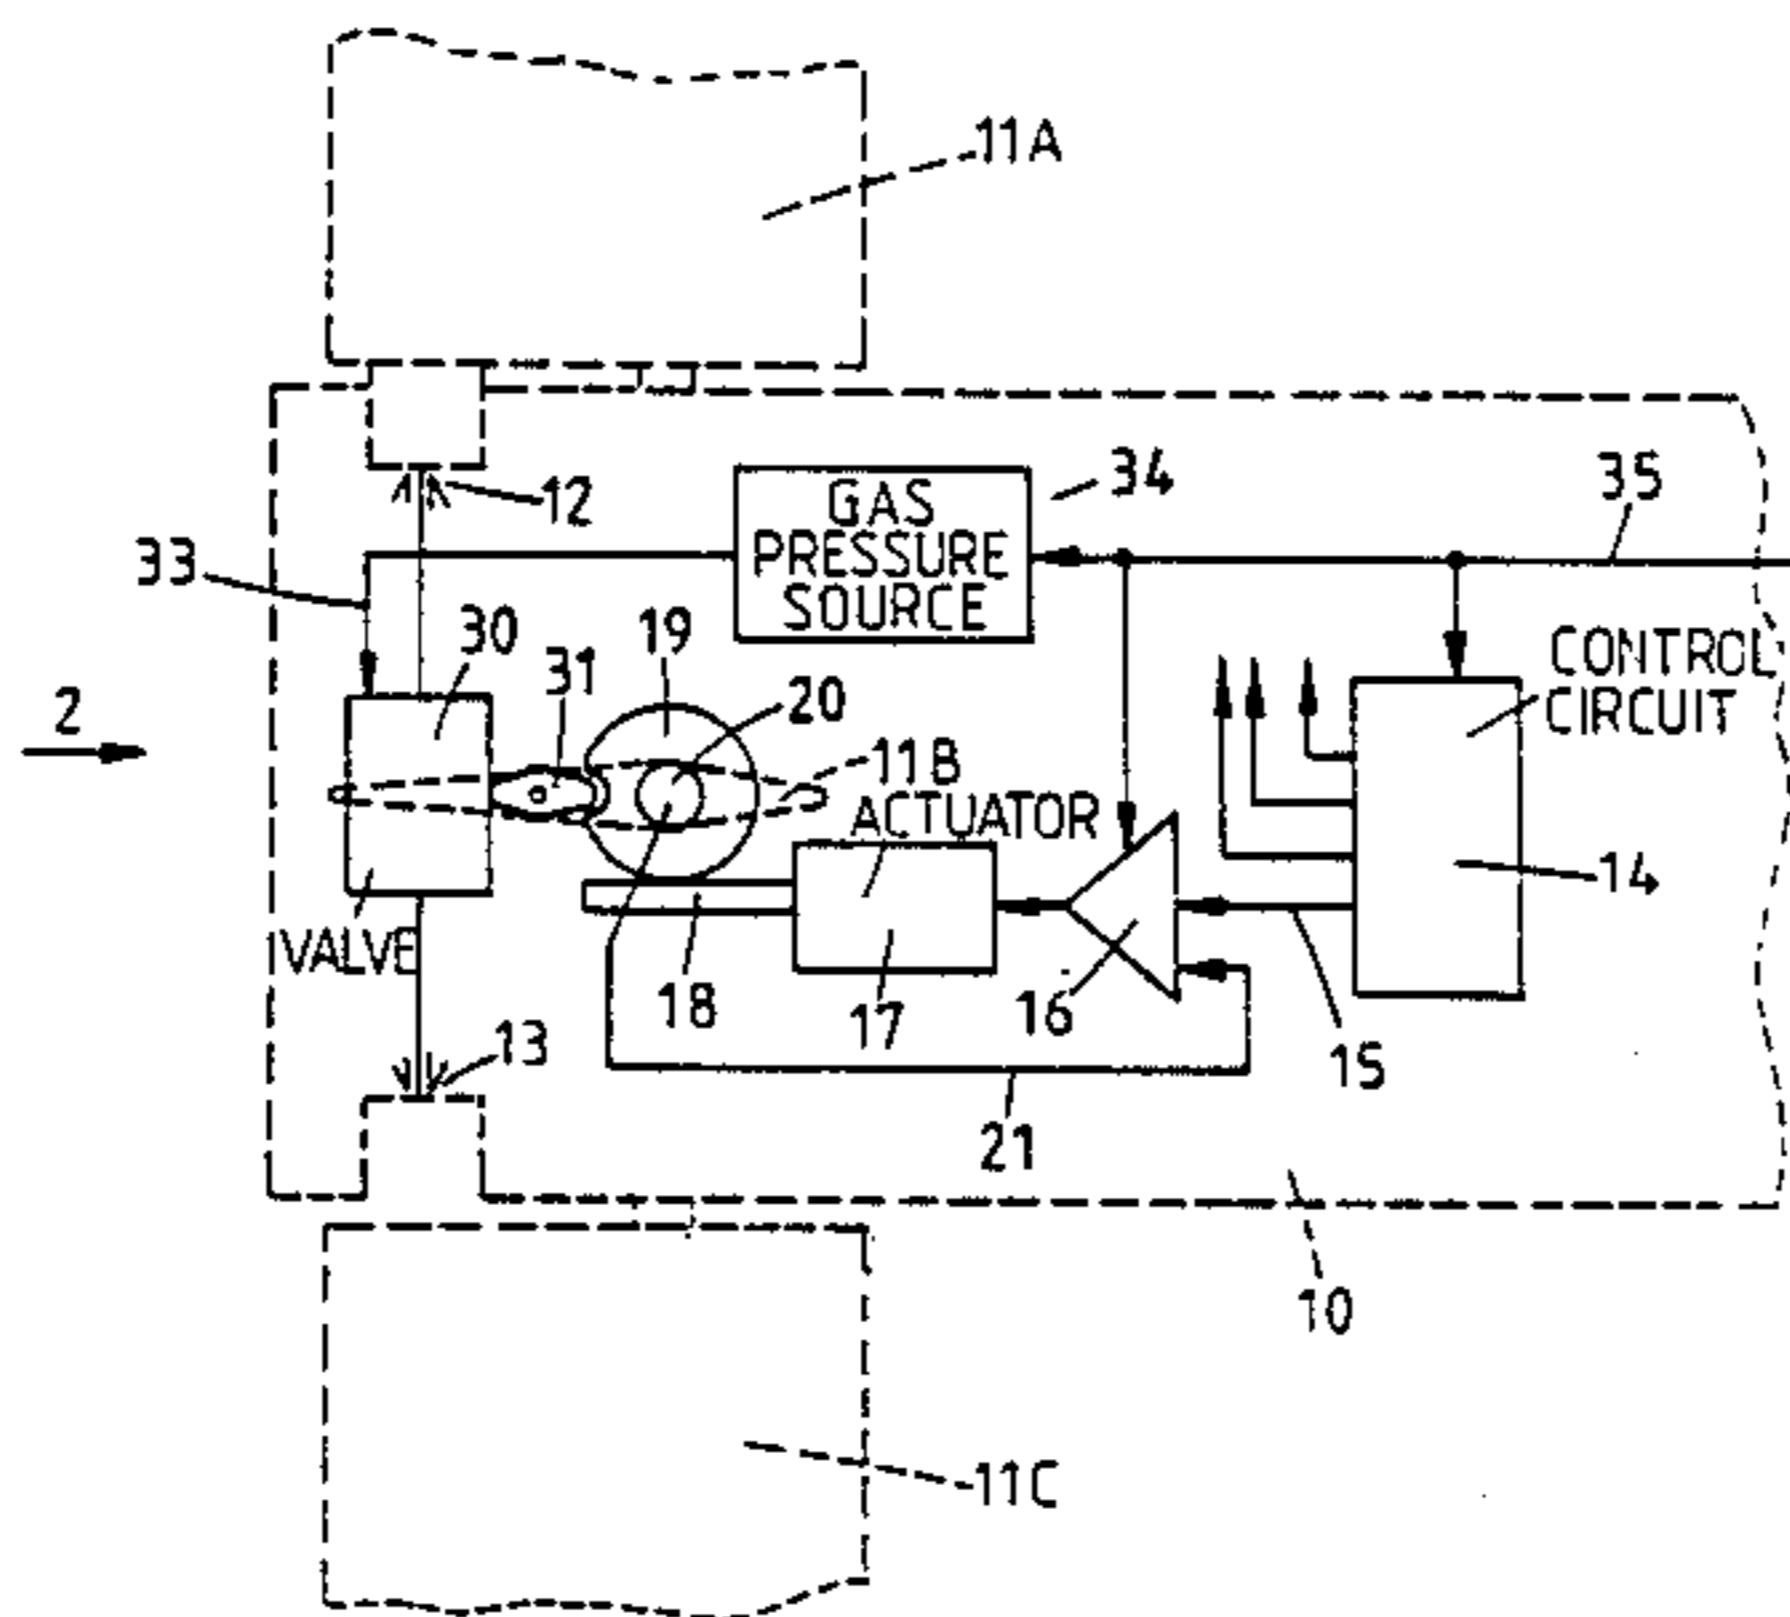 11A
12
GAS
PRESSURE
SOURCE
34
35
33
30
31
19
20
2
CONTROL
CIRCUIT
11B
ACTUATOR
14
VALVE
18
17
16
15
13
21
10
11C